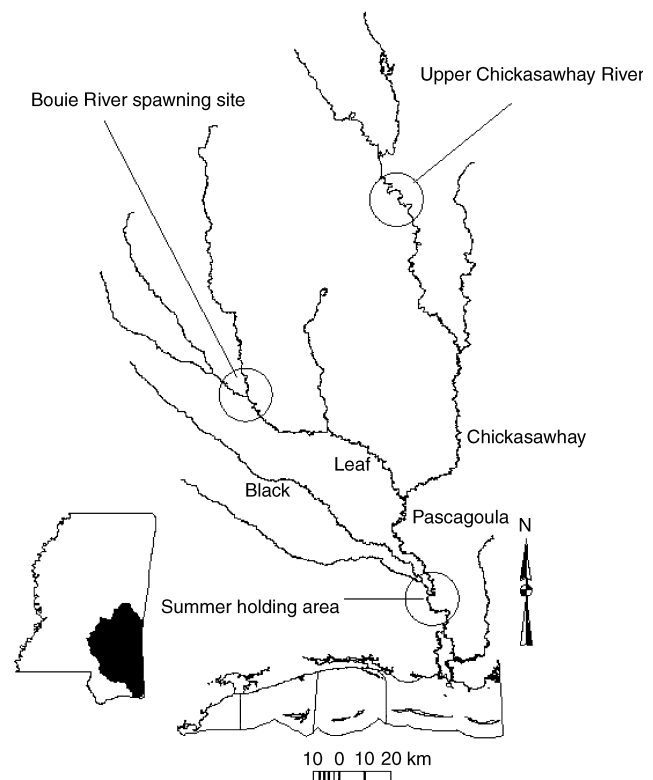 Upper Chickasawhay River
Bouie River spawning site
Chickasawhay
Leaf
Black
Pascagoula
N
Summer holding area
10 0 10 20 km